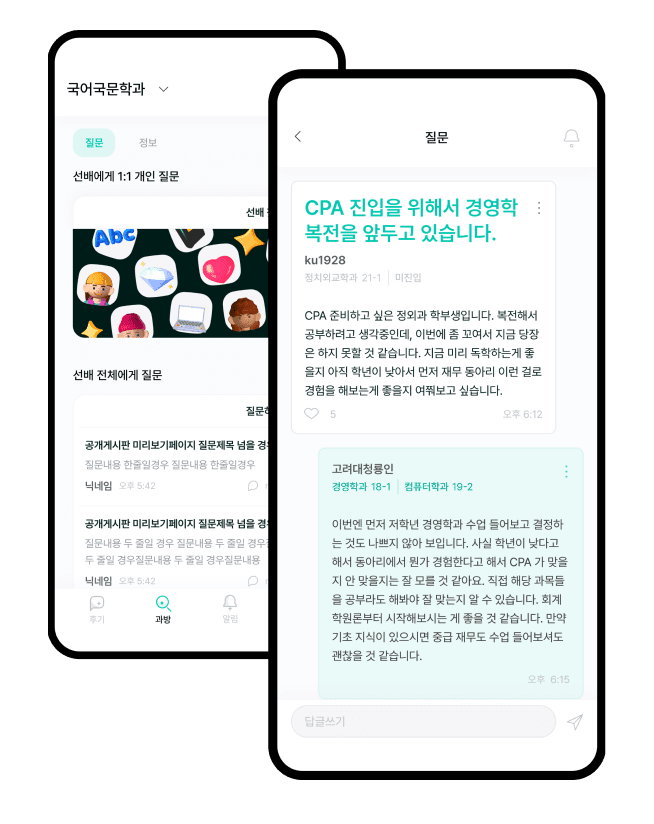 국어국문학과
질문
정보
선배에게 1:1 개인 질문
선배
Abc
선배 전체에게 질문
공개게시판 미리보기페이지 질문제목 넘을 경우
질문내용 한줄일경우 질문내용 한줄일경우
닉네임 오후 5:42
공개게시판 미리보기페이지 질문제목 넘을 경우
질문내용 두 줄일 경우 질문내용 두 줄일 경우
두 줄일 경우질문내용 두 줄일 경우질문내용
닉네임 오후 5:42
후기
과방
알림
질문
CPA 진입을 위해서 경영학
복전을 앞두고 있습니다.
ku1928
정치외교학과 21-1 | 미진입
CPA 준비하고 싶은 정외과 학부생입니다. 복전해서
공부하려고 생각중인데, 이번에 좀 꼬여서 지금 당장
은 하지 못할 것 같습니다. 지금 미리 독학하는게 좋
을지 아직 학년이 낮아서 먼저 재무 동아리 이런 걸로
경험을 해보는게 좋을지 여쭤보고 싶습니다.
5
오후 6:12
고려대청룡인
경영학과 18-1 | 컴퓨터학과 19-2
이번엔 먼저 저학년 경영학과 수업 들어보고 결정하
는 것도 나쁘지 않아 보입니다. 사실 학년이 낮다고
해서 동아리에서 뭔가 경험한다고 해서 CPA 가 맞을
지 안 맞을지는 잘 모를 것 같아요. 직접 해당 과목들
을 공부라도 해봐야 잘 맞는지 알 수 있습니다. 회계
학원론부터 시작해보시는 게 좋을 것 같습니다. 만약
기초 지식이 있으시면 중급 재무도 수업 들어보셔도
괜찮을 것 같습니다.
오후 6:15
답글쓰기